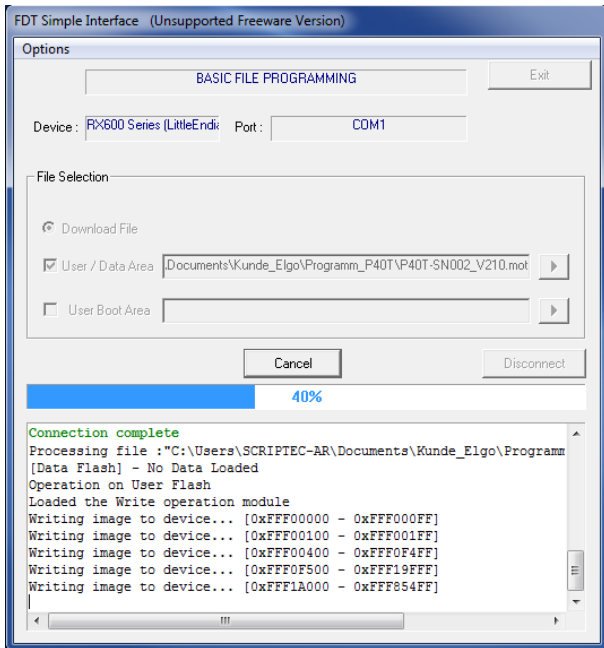 FDT Simple Interface (Unsupported Freeware Version)
Options
BASIC FILE PROGRAMMING
Exit
Device : RX600 Series (LittleEndia Port : COM1
File Selection
Download File
User / Data Area .Documents\Kunde_Elgo\Programm_P40T\P40T-SN002_V210.mot
User Boot Area
Cancel
Disconnect
40%
Connection complete
Processing file :"C:\Users\SCRIPTEC-AR\Documents\Kunde_Elgo\Programm
[Data Flash] - No Data Loaded
Operation on User Flash
Loaded the Write operation module
Writing image to device... [0xFFF00000 - 0xFFF000FF]
Writing image to device... [0xFFF00100 - 0xFFF001FF]
Writing image to device... [0xFFF00400 - 0xFFF0F4FF]
Writing image to device... [0xFFF0F500 - 0xFFF19FFF]
Writing image to device... [0xFFF1A000 - 0xFFF854FF]